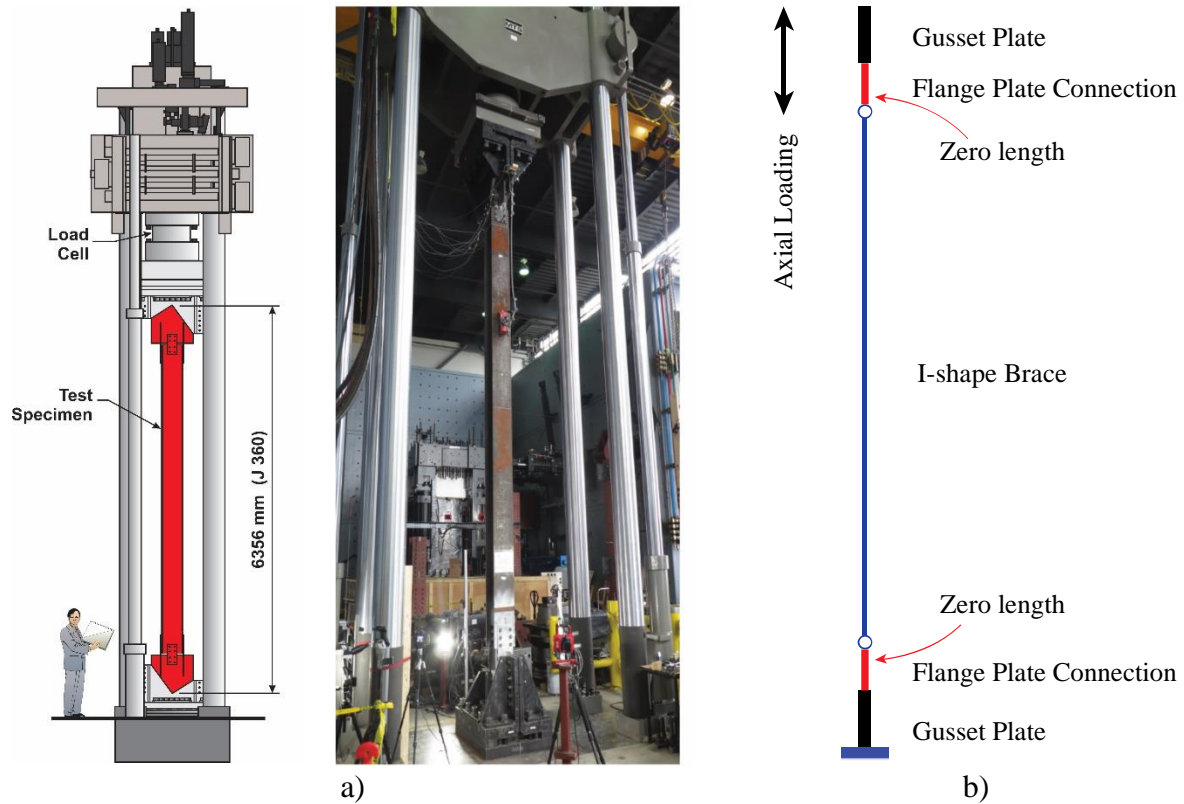 Load
Cell
Test
Specimen
6356 mm (J 360)
a)
Axial Loading
Gusset Plate
Flange Plate Connection
Zero length
I-shape Brace
Zero length
Flange Plate Connection
Gusset Plate
b)